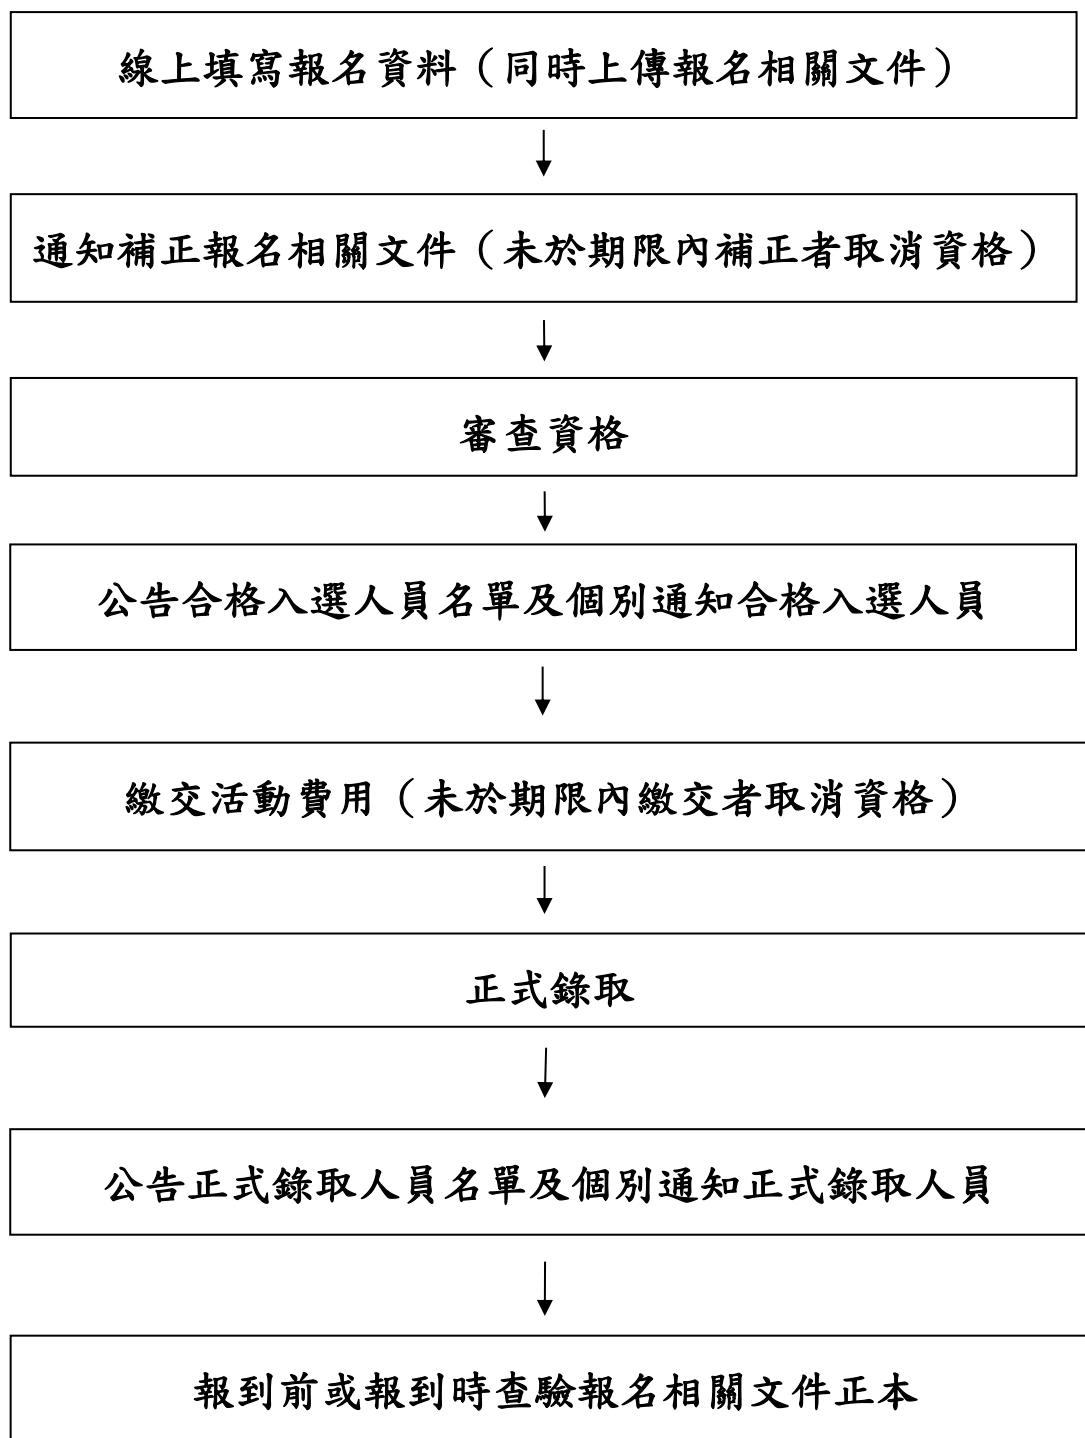 線上填寫報名資料（同時上傳報名相關文件）
通知補正報名相關文件（未於期限內補正者取消資格）
審查資格
公告合格入選人員名單及個別通知合格入選人員
繳交活動費用（未於期限內繳交者取消資格）
正式錄取
公告正式錄取人員名單及個別通知正式錄取人員
報到前或報到時查驗報名相關文件正本